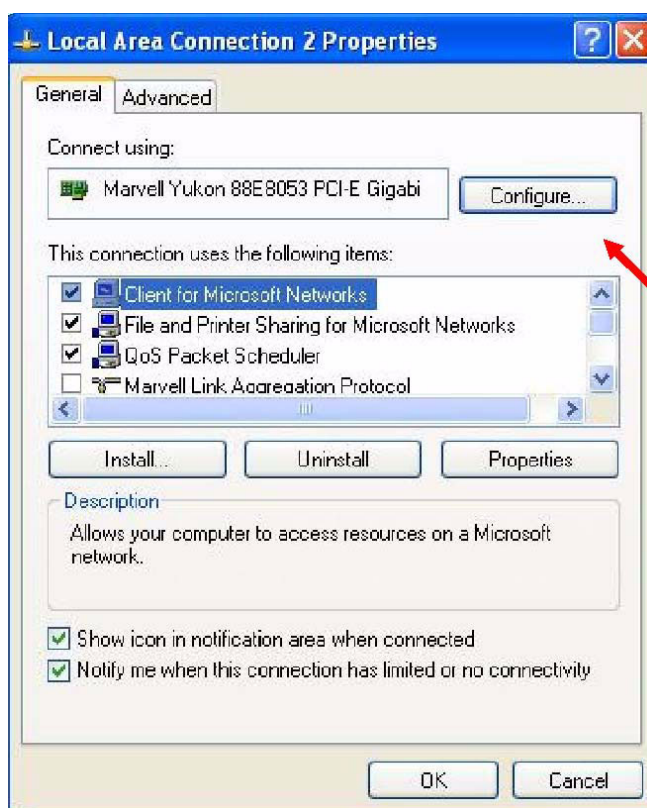 Local Area Connection 2 Properties
General Advanced
Connect using:
Marvell Yukon 88E8053 PCI-E Gigabi
Configure...
This connection uses the following items:
Client for Microsoft Networks
File and Printer Sharing for Microsoft Networks
QoS Packet Scheduler
Marvell Link Aggregation Protocol
Install... Uninstall Properties
Description
Allows your computer to access resources on a Microsoft
network.
Show icon in notification area when connected
Notify me when this connection has limited or no connectivity
OK Cancel